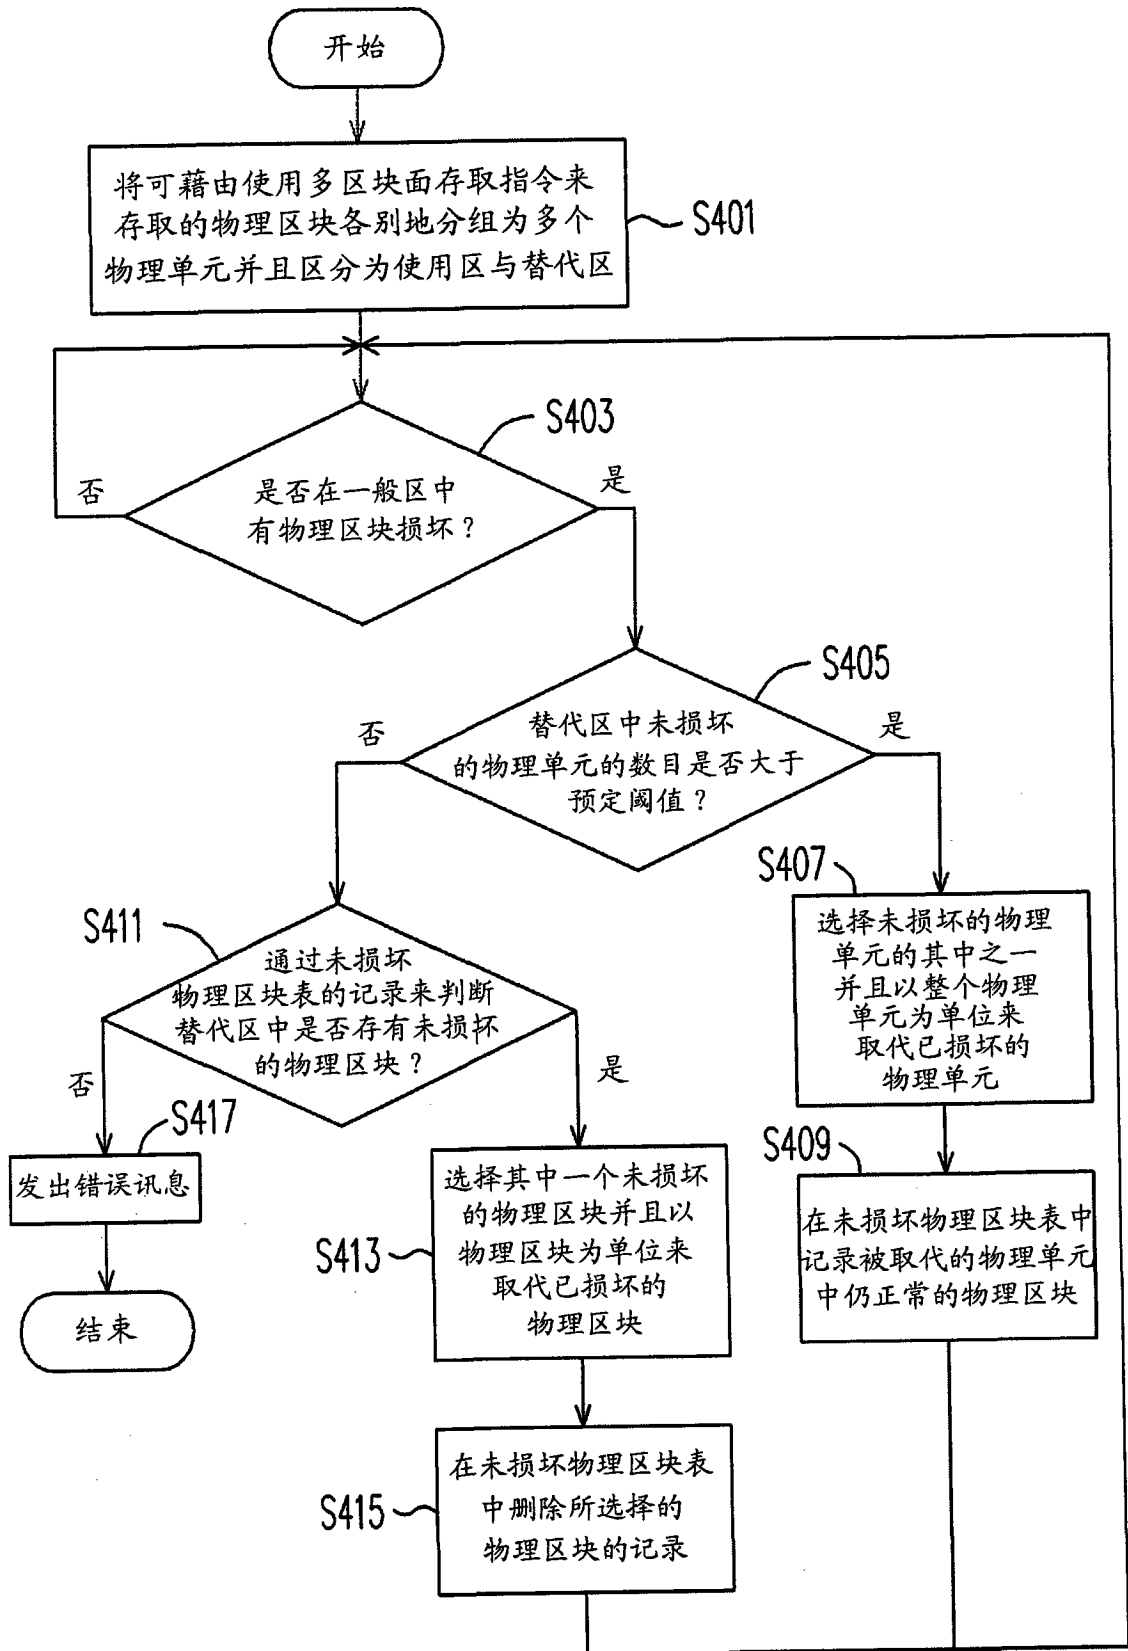 开始
将可藉由使用多区块面存取指令来
存取的物理区块各别地分组为多个
物理单元并且区分为使用区与替代区
S401
S403
否
是
是否在一般区中
有物理区块损坏？
S405
否
是
替代区中未损坏
的物理单元的数目是否大于
预定阈值？
S407
选择未损坏的物理
单元的其中之一
并且以整个物理
单元为单位来
取代已损坏的
物理单元
S411
通过未损坏
物理区块表的记录来判断
替代区中是否存有未损坏
的物理区块？
否
是
S417
发出错误讯息
结束
S409
在未损坏物理区块表中
记录被取代的物理单元
中仍正常的物理区块
选择其中一个未损坏
的物理区块并且以
物理区块为单位来
取代已损坏的
物理区块
S413
在未损坏物理区块表
中删除所选择的
物理区块的记录
S415